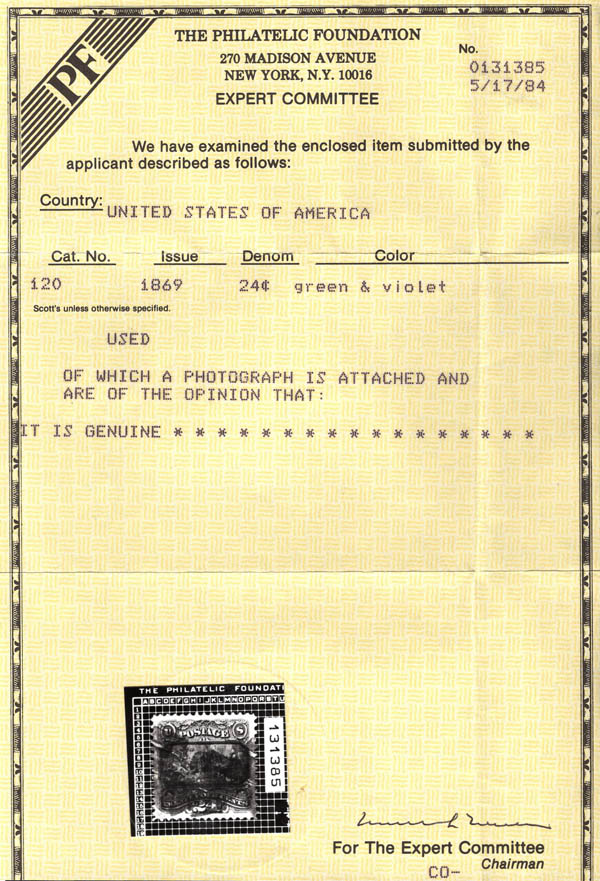 PF
THE PHILATELIC FOUNDATION
270 MADISON AVENUE
NEW YORK, N.Y. 10016
EXPERT COMMITTEE
No.
0131385
5/17/84
We have examined the enclosed item submitted by the
applicant described as follows:
Country: UNITED STATES OF AMERICA
Cat. No. Issue Denom Color
120 1869 24¢ green & violet
Scott's unless otherwise specified.
USED
OF WHICH A PHOTOGRAPH IS ATTACHED AND
ARE OF THE OPINION THAT:
IT IS GENUINE * * * * * * * * * * * * * * * * *
THE PHILATELIC FOUNDATI
ABCDEFGHIJKLMNOPQRSTU
POSTAGE
131385
For The Expert Committee
CO- Chairman